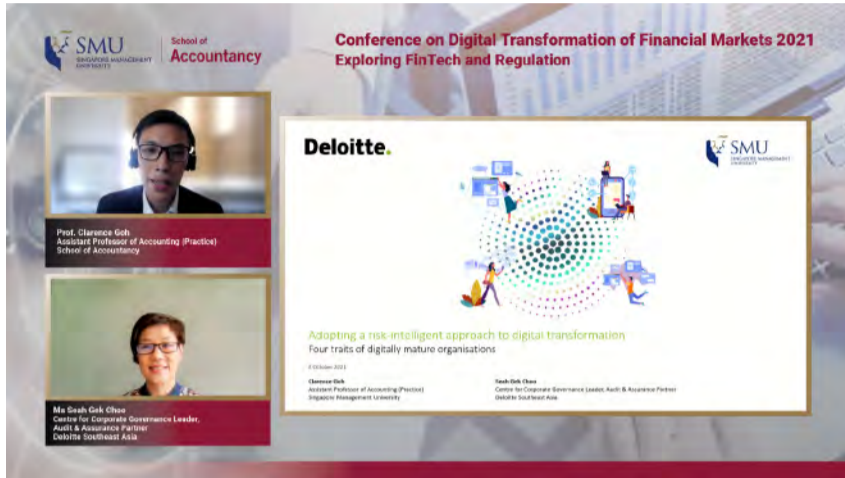 SMU
SINGAPORE MANAGEMENT
UNIVERSITY
School of
Accountancy
Conference on Digital Transformation of Financial Markets 2021
Exploring FinTech and Regulation
Prof. Clarence Goh
Assistant Professor of Accounting (Practice)
School of Accountancy
Ms Seah Gek Choo
Centre for Corporate Governance Leader,
Audit & Assurance Partner
Deloitte Southeast Asia
Deloitte.
SMU
SINGAPORE MANAGEMENT
UNIVERSITY
Adopting a risk-intelligent approach to digital transformation
Four traits of digitally mature organisations
October 2021
Clarence Goh
Assistant Professor of Accounting (Practice)
Singapore Management University
Seah Gek Choo
Centre for Corporate Governance Leader, Audit & Assurance Partner
Deloitte Southeast Asia